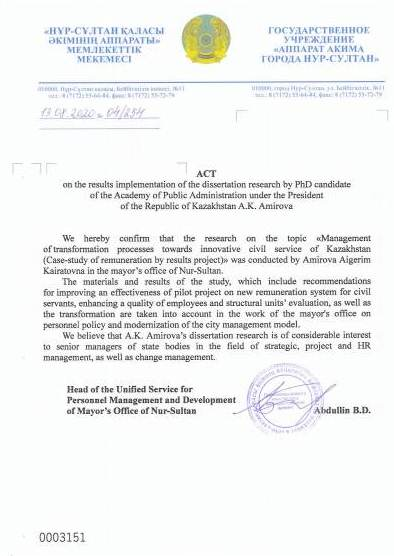 «НҰР-СҰЛТАН ҚАЛАСЫ
ӘКІМІНІҢ АППАРАТЫ»
МЕМЛЕКЕТТІК
МЕКЕМЕСІ
ГОСУДАРСТВЕННОЕ
УЧРЕЖДЕНИЕ
«АППАРАТ АКИМА
ГОРОДА НУР-СУЛТАН»
010000, Нұр-Сұлтан қаласы, Бейбітшілік көшесі, №11
тел.: 8 (7172) 55-64-84, факс: 8 (7172) 55-72-79
010000, город Нур-Султан, ул. Бейбітшілік, №11
тел.: 8 (7172) 55-64-84, факс: 8 (7172) 55-72-79
13.08.2020 ж 04/254
ACT
on the results implementation of the dissertation research by PhD candidate
of the Academy of Public Administration under the President
of the Republic of Kazakhstan A.K. Amirova
We hereby confirm that the research on the topic «Management
of transformation processes towards innovative civil service of Kazakhstan
(Case-study of remuneration by results project)» was conducted by Amirova Aigerim
Kairatovna in the mayor's office of Nur-Sultan.
The materials and results of the study, which include recommendations
for improving an effectiveness of pilot project on new remuneration system for civil
servants, enhancing a quality of employees and structural units' evaluation, as well as
the transformation are taken into account in the work of the mayor's office on
personnel policy and modernization of the city management model.
We believe that A.K. Amirova's dissertation research is of considerable interest
to senior managers of state bodies in the field of strategic, project and HR
management, as well as change management.
Head of the Unified Service for
Personnel Management and Development
of Mayor's Office of Nur-Sultan
Abdullin B.D.
0003151